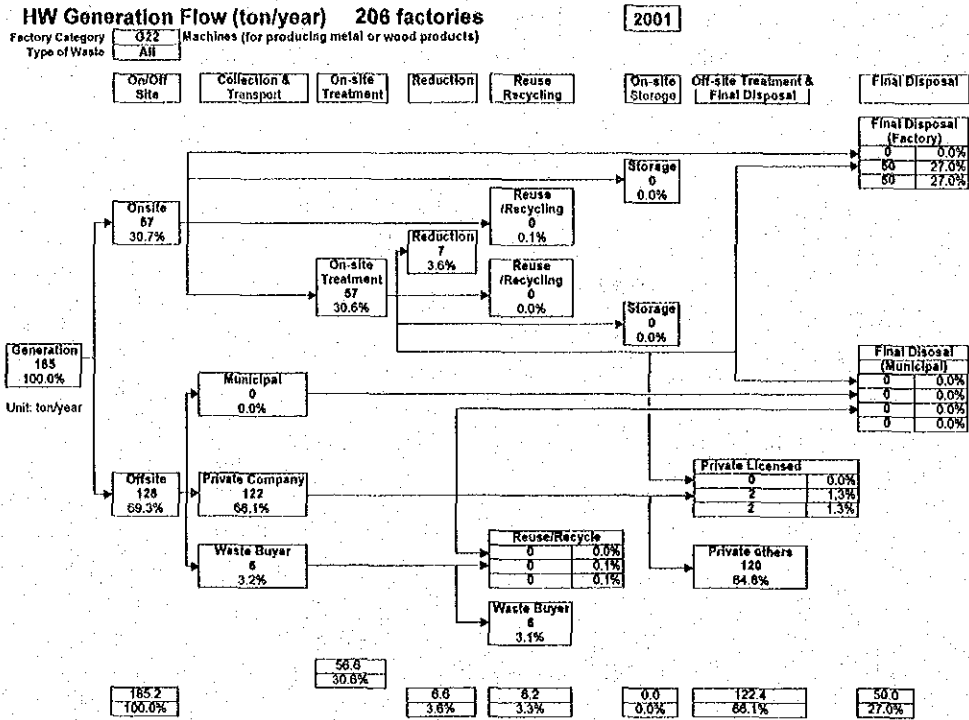 HW Generation Flow (ton/year) 206 factories
2001
Factory Category G22 Machines (for producing metal or wood products)
Type of Waste All
On/Off Site
Collection & Transport
On-site Treatment
Reduction
Reuse Recycling
On-site Storage
Off-site Treatment & Final Disposal
Final Disposal
Final Disposal
(Factory)
0 0.0%
50 27.0%
50 27.0%
Storage
0
0.0%
Onsite
57
30.7%
Reuse
/Recycling
0
0.1%
Reduction
7
3.6%
On-site
Treatment
57
30.6%
Reuse
/Recycling
0
0.0%
Storage
0
0.0%
Generation
185
100.0%
Unit: ton/year
Final Disosal
(Municipal)
0 0.0%
0 0.0%
0 0.0%
0 0.0%
Municipal
0
0.0%
Offsite
128
69.3%
Private Company
122
66.1%
Private Licensed
0 0.0%
2 1.3%
2 1.3%
Waste Buyer
6
3.2%
Reuse/Recycle
0 0.0%
0 0.1%
0 0.1%
Private others
120
64.8%
Waste Buyer
6
3.1%
56.6
30.6%
185.2
100.0%
6.6
3.6%
6.2
3.3%
0.0
0.0%
122.4
66.1%
50.0
27.0%